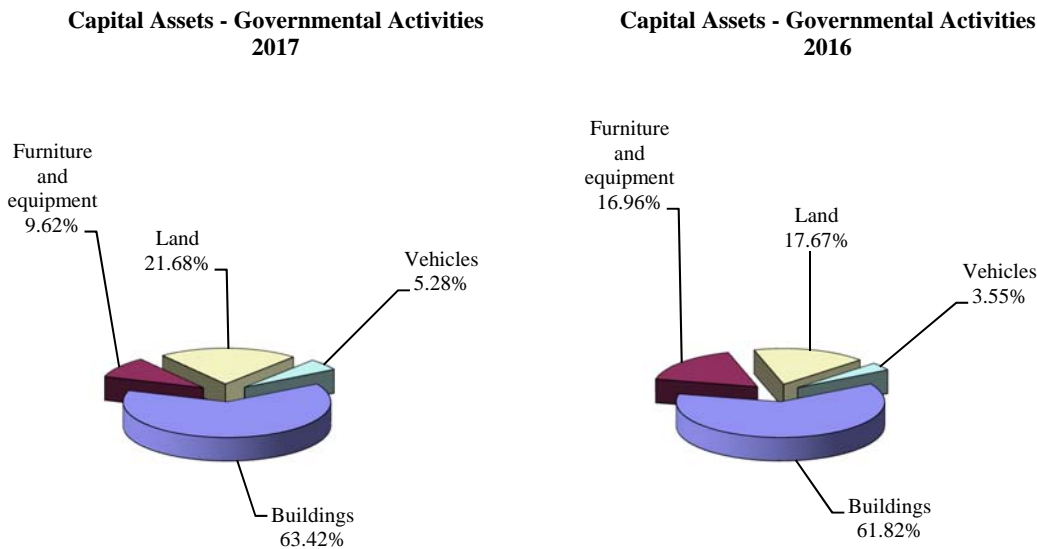 Capital Assets - Governmental Activities
2017
Furniture
and
equipment
9.62%
Land
21.68%
Vehicles
5.28%
Buildings
63.42%
Capital Assets - Governmental Activities
2016
Furniture
and
equipment
16.96%
Land
17.67%
Vehicles
3.55%
Buildings
61.82%